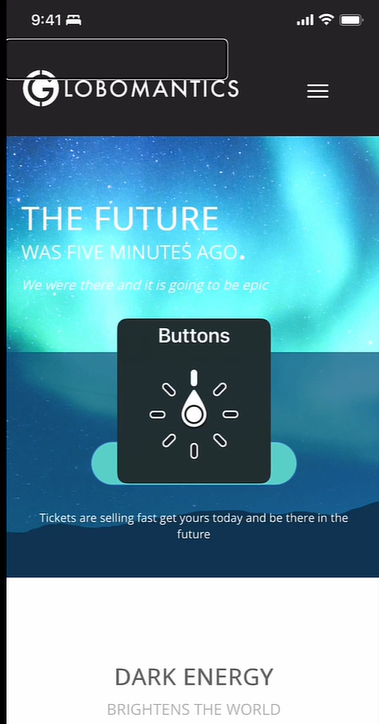 9:41
GLOBOMANTICS
THE FUTURE
WAS FIVE MINUTES AGO.
We were there and it is going to be epic
Buttons
Tickets are selling fast get yours today and be there in the
future
DARK ENERGY
BRIGHTENS THE WORLD